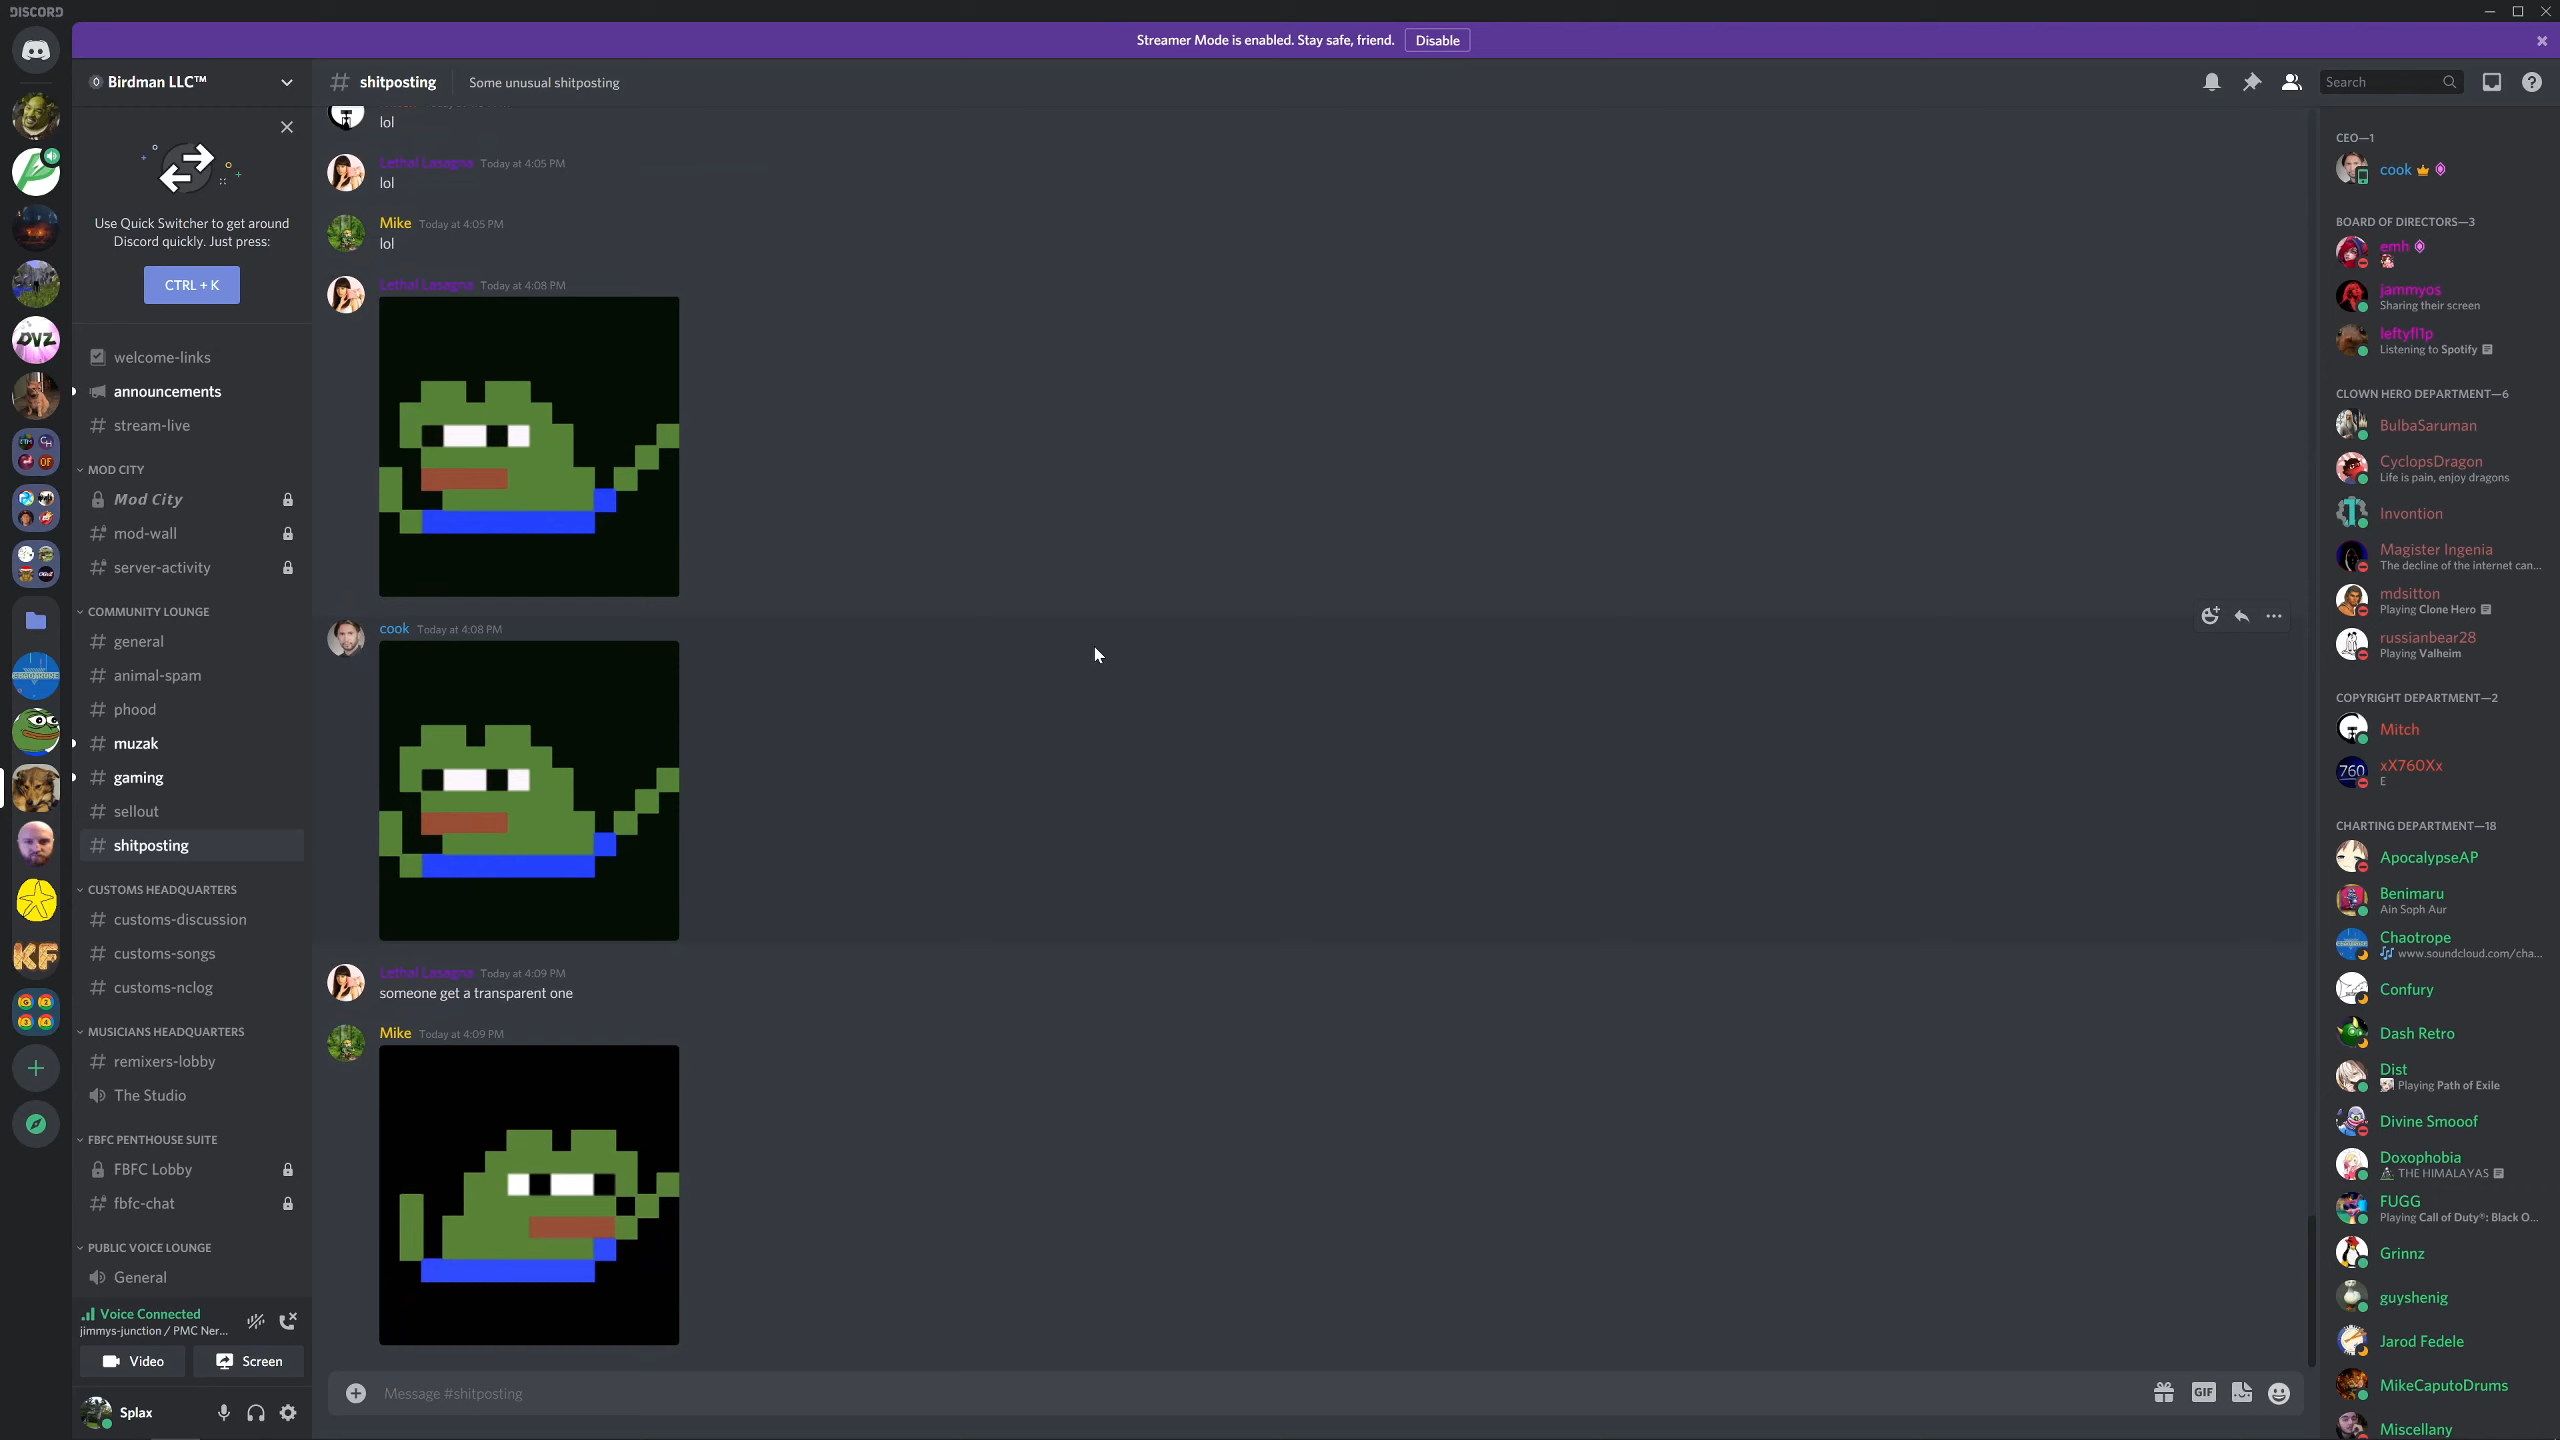 DISCORD
Streamer Mode is enabled. Stay safe, friend.
Disable
Birdman LLC™
shitposting
Some unusual shitposting
Search
Use Quick Switcher to get around
Discord quickly. Just press:
CTRL + K
welcome-links
announcements
stream-live
MOD CITY
Mod City
mod-wall
server-activity
COMMUNITY LOUNGE
general
animal-spam
phood
muzak
gaming
sellout
shitposting
CUSTOMS HEADQUARTERS
customs-discussion
customs-songs
customs-nclog
MUSICIANS HEADQUARTERS
remixers-lobby
The Studio
FBFC PENTHOUSE SUITE
FBFC Lobby
fbfc-chat
PUBLIC VOICE LOUNGE
General
Voice Connected
jimmys-junction / PMC Ner...
Video
Screen
Splax
lol
Lethal Lasagna Today at 4:05 PM
lol
Mike Today at 4:05 PM
lol
Lethal Lasagna Today at 4:08 PM
cook Today at 4:08 PM
Lethal Lasagna Today at 4:09 PM
someone get a transparent one
Mike Today at 4:09 PM
Message #shitposting
GIF
CEO—1
cook
BOARD OF DIRECTORS—3
emh
jammyos
Sharing their screen
leftyfl1p
Listening to Spotify
CLOWN HERO DEPARTMENT—6
BulbaSaruman
CyclopsDragon
Life is pain, enjoy dragons
Invontion
Magister Ingenia
The decline of the internet can...
mdsitton
Playing Clone Hero
russianbear28
Playing Valheim
COPYRIGHT DEPARTMENT—2
Mitch
760
xX760Xx
E
CHARTING DEPARTMENT—18
ApocalypseAP
Benimaru
Ain Soph Aur
Chaotrope
www.soundcloud.com/cha...
Confury
Dash Retro
Dist
Playing Path of Exile
Divine Smooof
Doxophobia
THE HIMALAYAS
FUGG
Playing Call of Duty®: Black O...
Grinnz
guyshenig
Jarod Fedele
MikeCaputoDrums
Miscellany
DVZ
KF